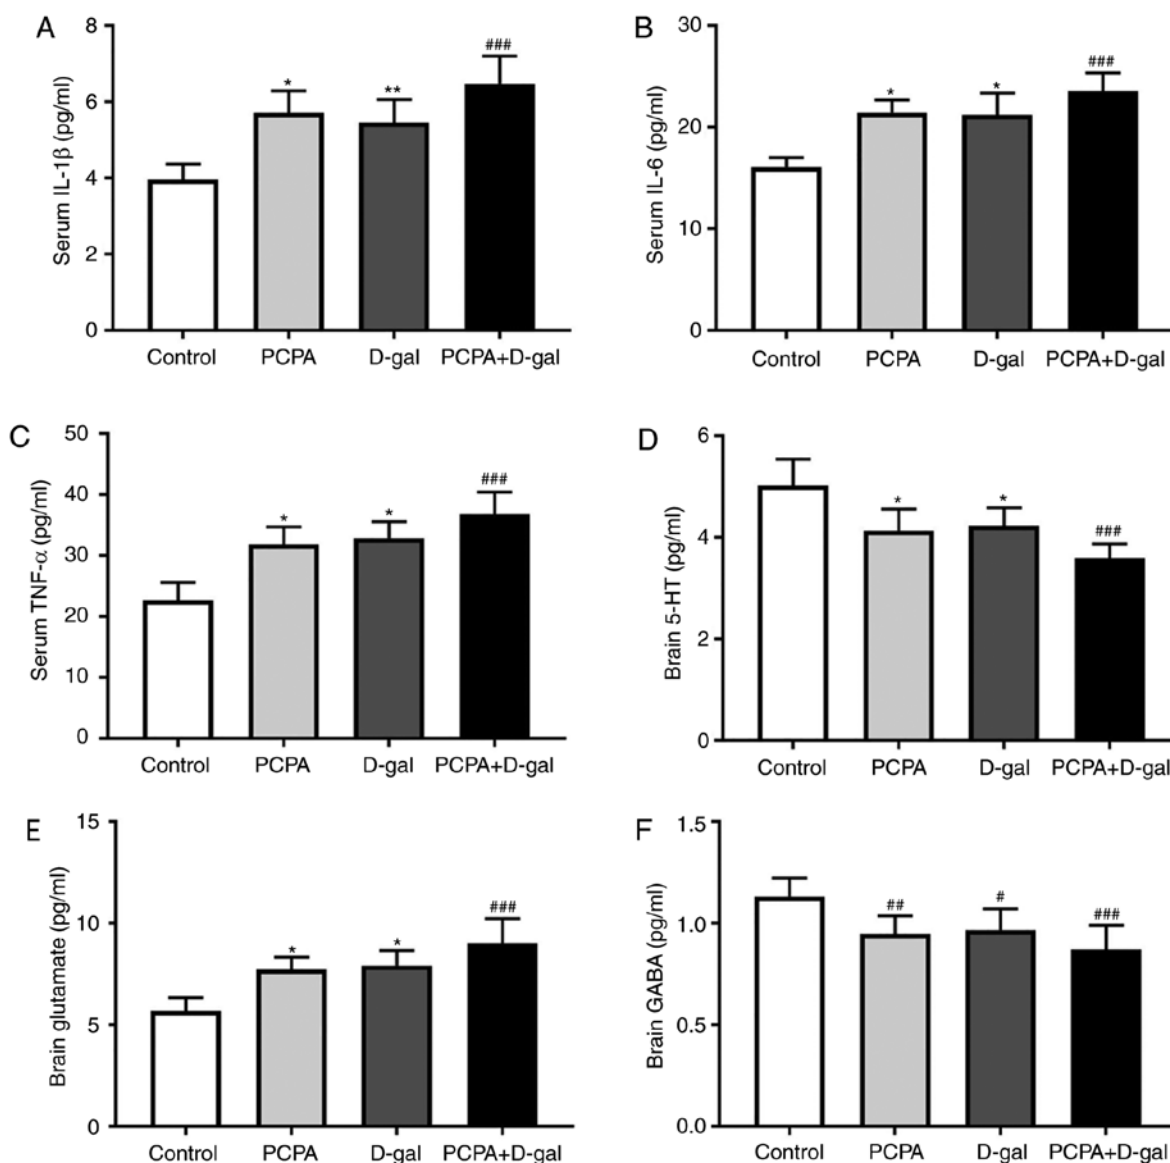 A
Serum IL-1β (pg/ml)
8
6
4
2
0
*
**
###
Control PCPA D-gal PCPA+D-gal
B
Serum IL-6 (pg/ml)
30
20
10
0
*
*
###
Control PCPA D-gal PCPA+D-gal
C
Serum TNF-α (pg/ml)
50
40
30
20
10
0
*
*
###
Control PCPA D-gal PCPA+D-gal
D
Brain 5-HT (pg/ml)
6
4
2
0
*
*
###
Control PCPA D-gal PCPA+D-gal
E
Brain glutamate (pg/ml)
15
10
5
0
*
*
###
Control PCPA D-gal PCPA+D-gal
F
Brain GABA (pg/ml)
1.5
1.0
0.5
0.0
##
#
###
Control PCPA D-gal PCPA+D-gal